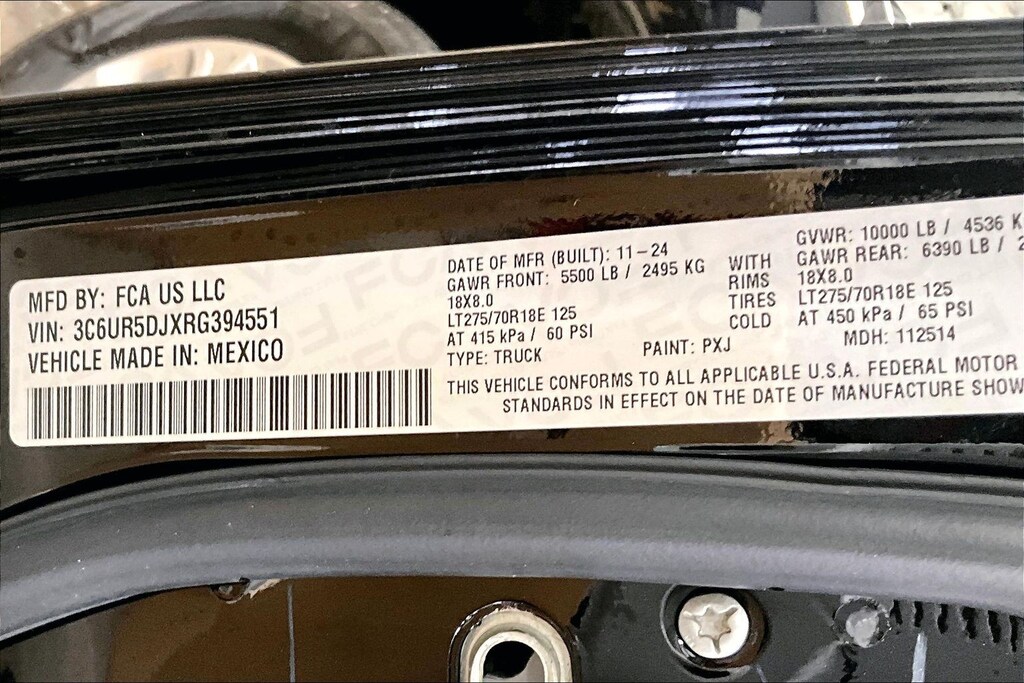 MFD BY: FCA US LLC
VIN: 3C6UR5DJXRG394551
VEHICLE MADE IN: MEXICO
DATE OF MFR (BUILT): 11-24
GAWR FRONT: 5500 LB / 2495 KG
18X8.0
LT275/70R18E 125
AT 415 kPa / 60 PSI
TYPE: TRUCK
PAINT: PXJ
WITH
RIMS
TIRES
COLD
GVWR: 10000 LB / 4536 K
GAWR REAR: 6390 LB / 2
18X8.0
LT275/70R18E 125
AT 450 kPa / 65 PSI
MDH: 112514
THIS VEHICLE CONFORMS TO ALL APPLICABLE U.S.A. FEDERAL MOTOR
STANDARDS IN EFFECT ON THE DATE OF MANUFACTURE SHOW